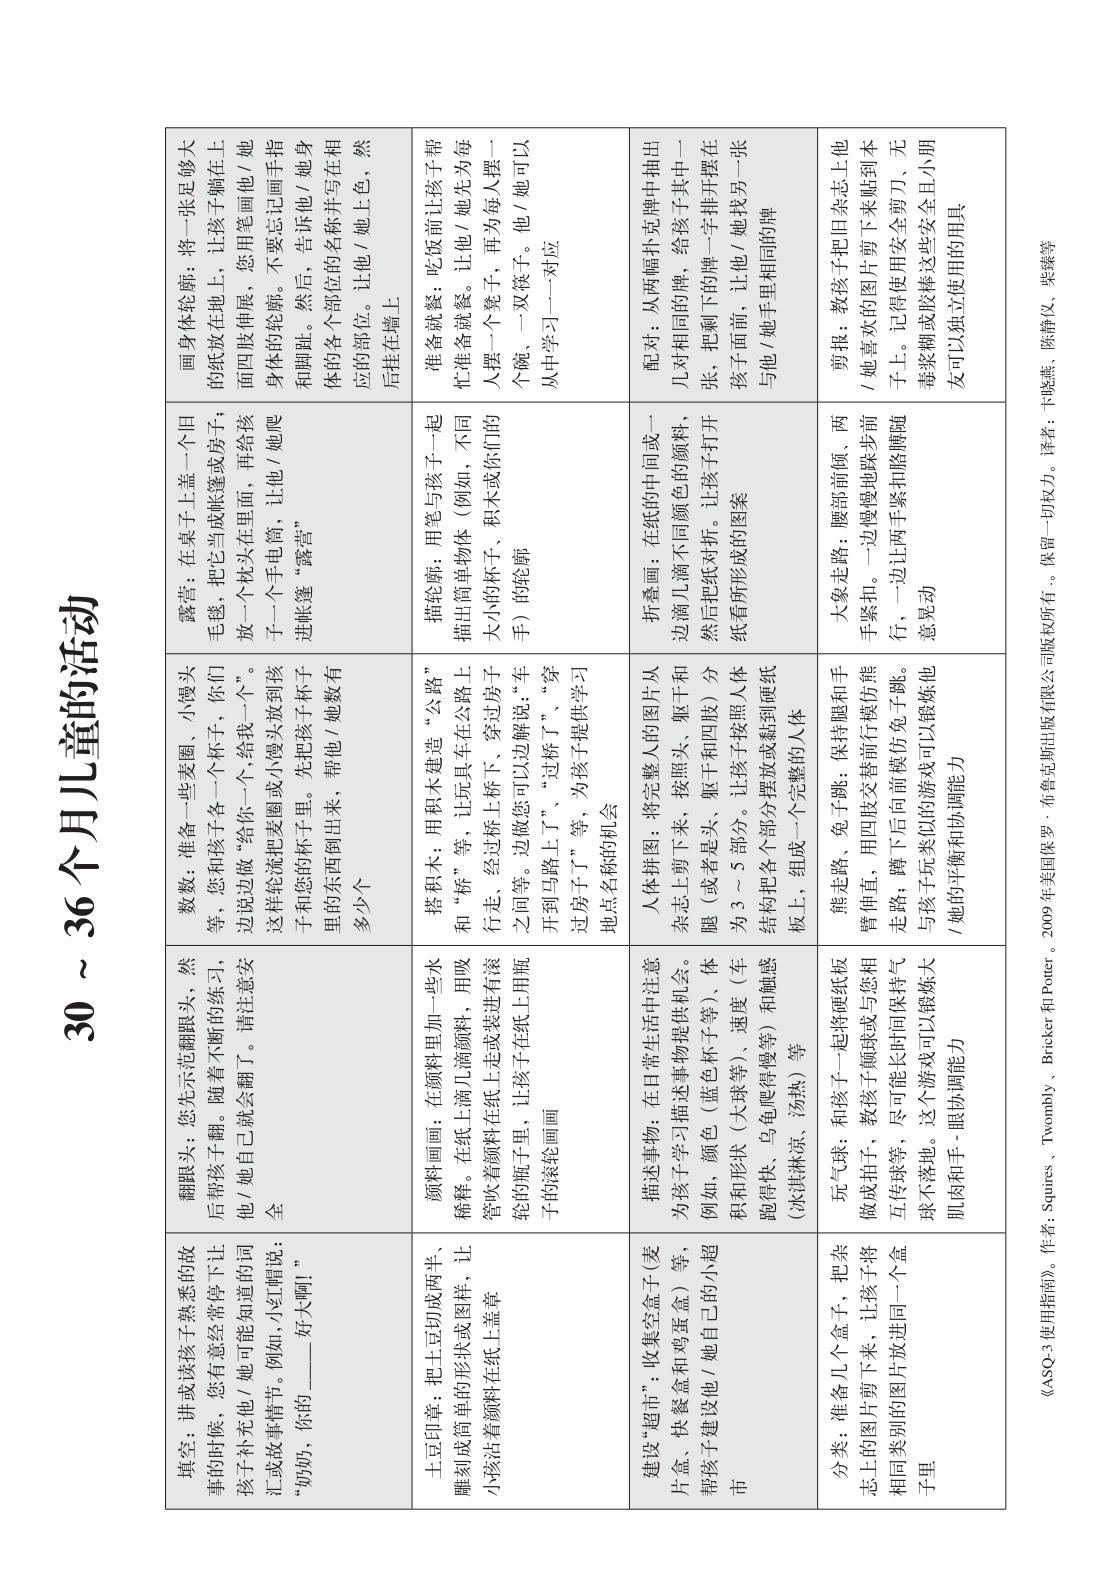 30 ~ 36 个月儿童的活动
填空：讲或读孩子熟悉的故
事的时候，您有意经常停下让
孩子补充他 / 她可能知道的词
汇或故事情节。例如，小红帽说：
“奶奶，你的 _____ 好大啊！”
翻跟头：您先示范翻跟头，然
后帮孩子翻。随着不断的练习，
他 / 她自己就会翻了。请注意安
全
数数：准备一些麦圈、小馒头
等，您和孩子各一个杯子，你们
边说边做“给你一个，给我一个”。
这样轮流把麦圈或小馒头放到孩
子和您的杯子里。先把孩子杯子
里的东西倒出来，帮他 / 她数有
多少个
露营：在桌子上盖一个旧
毛毯，把它当成帐篷或房子；
放一个枕头在里面，再给孩
子一个手电筒，让他 / 她爬
进帐篷“露营”
画身体轮廓：将一张足够大
的纸放在地上，让孩子躺在上
面四肢伸展，您用笔画他 / 她
身体的轮廓。不要忘记画手指
和脚趾。然后，告诉他 / 她身
体的各个部位的名称并写在相
应的部位。让他 / 她上色，然
后挂在墙上
土豆印章：把土豆切成两半、
雕刻成简单的形状或图样，让
小孩沾着颜料在纸上盖章
颜料画画：在颜料里加一些水
稀释。在纸上滴几滴颜料，用吸
管吹着颜料在纸上走或装进有滚
轮的瓶子里，让孩子在纸上用瓶
子的滚轮画画
搭积木：用积木建造“公路”
和“桥”等，让玩具车在公路上
行走、经过桥上桥下、穿过房子
之间等。边做您可以边解说：“车
开到马路上了”、“过桥了”、“穿
过房子了”等，为孩子提供学习
地点名称的机会
描轮廓：用笔与孩子一起
描出简单物体（例如，不同
大小的杯子、积木或你们的
手）的轮廓
准备就餐：吃饭前让孩子帮
忙准备就餐。让他 / 她先为每
人摆一个凳子，再为每人摆一
个碗、一双筷子。他 / 她可以
从中学习一一对应
建设“超市”：收集空盒子（麦
片盒、快餐盒和鸡蛋盒）等，
帮孩子建设他 / 她自己的小超
市
描述事物：在日常生活中注意
为孩子学习描述事物提供机会。
例如，颜色（蓝色杯子等）、体
积和形状（大球等）、速度（车
跑得快、乌龟爬得慢等）和触感
（冰淇淋凉、汤热）等
人体拼图：将完整人的图片从
杂志上剪下来，按照头、躯干和
腿（或者是头、躯干和四肢）分
为 3 ~ 5 部分。让孩子按照人体
结构把各个部分摆放或黏到硬纸
板上，组成一个完整的人体
折叠画：在纸的中间或一
边滴几滴不同颜色的颜料，
然后把纸对折。让孩子打开
纸看所形成的图案
配对：从两幅扑克牌中抽出
几对相同的牌，给孩子其中一
张，把剩下的牌一字排开摆在
孩子面前，让他 / 她找另一张
与他 / 她手里相同的牌
分类：准备几个盒子，把杂
志上的图片剪下来，让孩子将
相同类别的图片放进同一个盒
子里
玩气球：和孩子一起将硬纸板
做成拍子，教孩子颠球或与您相
互传球等，尽可能长时间保持气
球不落地。这个游戏可以锻炼大
肌肉和手 - 眼协调能力
熊走路、兔子跳：保持腿和手
臂伸直，用四肢交替前行模仿熊
走路；蹲下后向前模仿兔子跳。
与孩子玩类似的游戏可以锻炼他
/ 她的平衡和协调能力
大象走路：腰部前倾、两
手紧扣。一边慢慢地跺步前
行，一边让两手紧扣胳膊随
意晃动
剪报：教孩子把旧杂志上他
/ 她喜欢的图片剪下来贴到本
子上。记得使用安全剪刀、无
毒浆糊或胶棒这些安全且小朋
友可以独立使用的用具
《ASQ-3 使用指南》。作者：Squires 、Twombly 、Bricker 和 Potter 。2009 年美国保罗 · 布鲁克斯出版有限公司版权所有 ·。保留一切权力。译者：卞晓燕、陈静仪、柴臻等